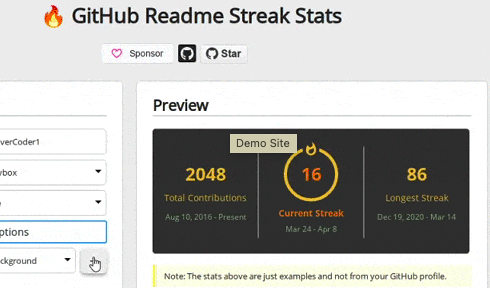 🔥 GitHub Readme Streak Stats
Sponsor
Star
verCoder1
Preview
Demo Site
2048
16
86
Total Contributions
Current Streak
Longest Streak
Aug 10, 2016 - Present
Mar 24 - Apr 8
Dec 19, 2020 - Mar 14
ptions
ckground
Note: The stats above are just examples and not from your GitHub profile.